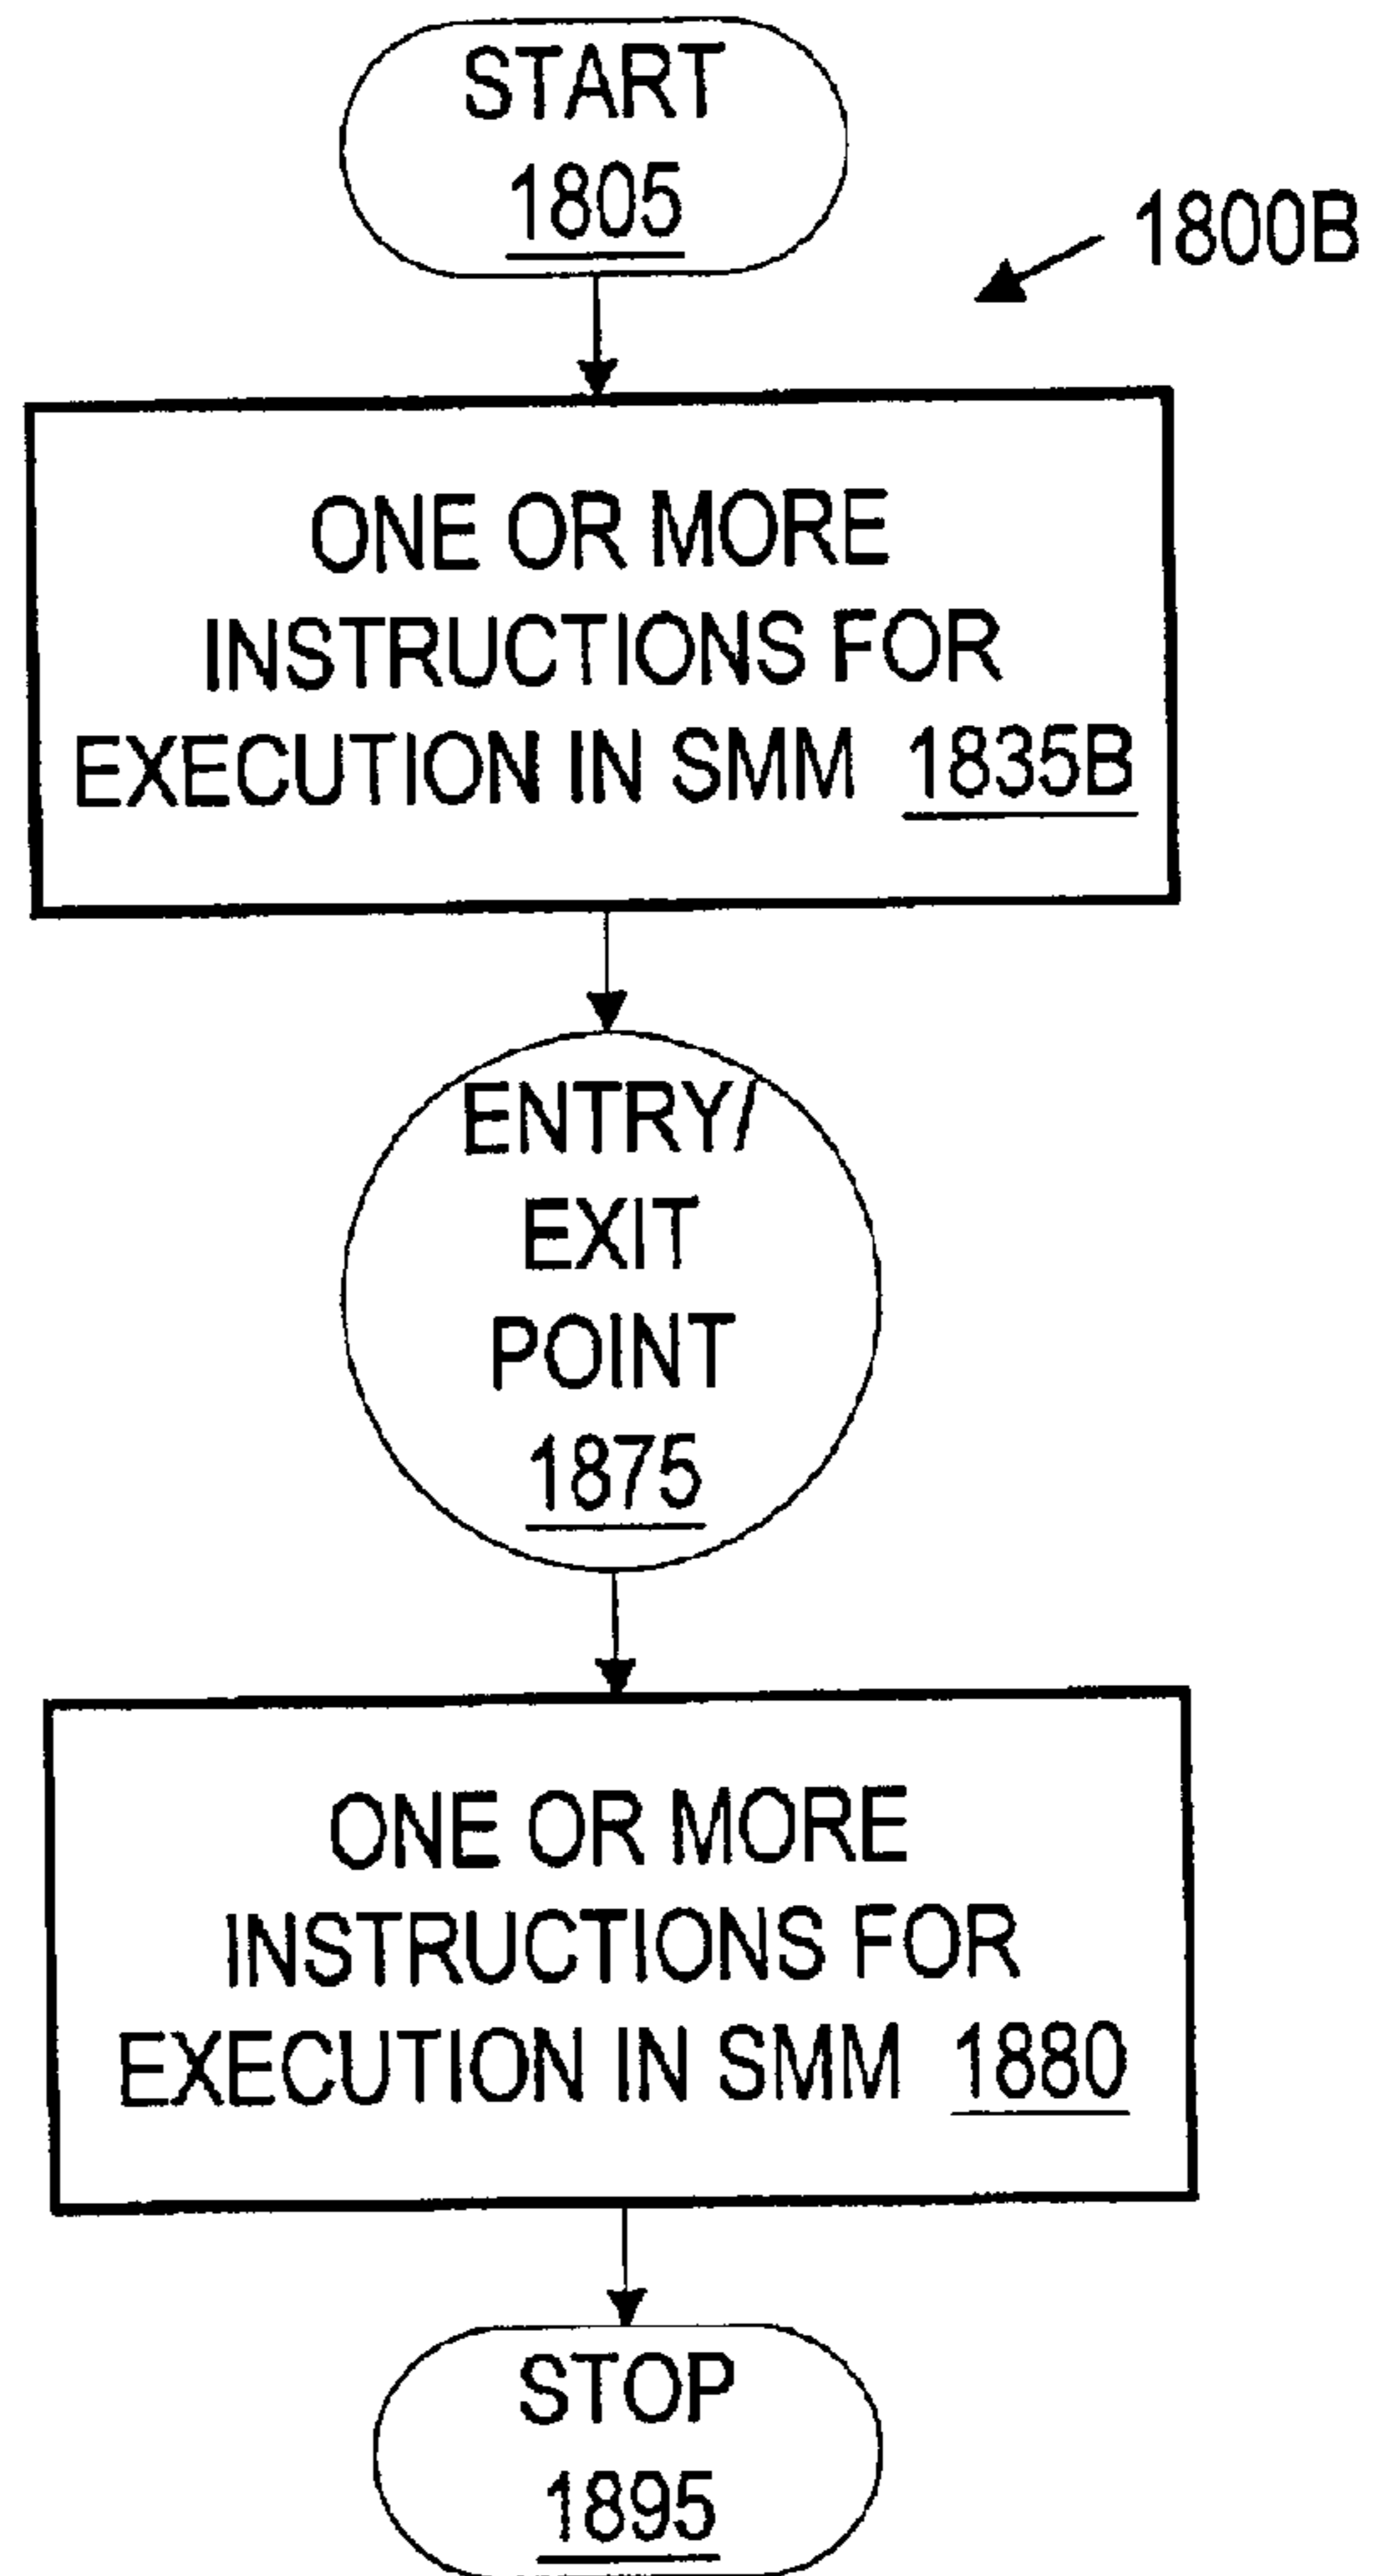 START
1805
1800B
ONE OR MORE
INSTRUCTIONS FOR
EXECUTION IN SMM 1835B
ENTRY/
EXIT
POINT
1875
ONE OR MORE
INSTRUCTIONS FOR
EXECUTION IN SMM 1880
STOP
1895